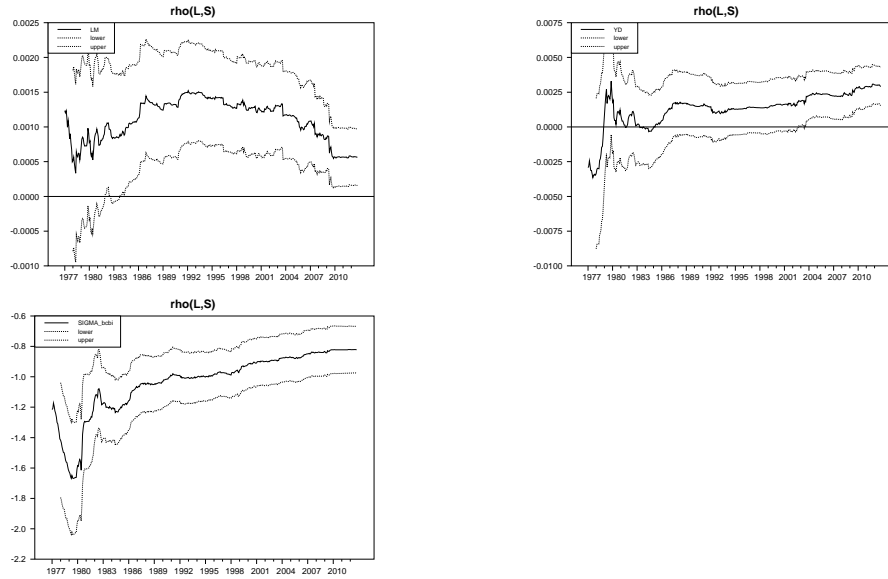 rho(L,S)
LM
lower
upper
0.0025
0.0020
0.0015
0.0010
0.0005
0.0000
-0.0005
-0.0010
1977 1980 1983 1986 1989 1992 1995 1998 2001 2004 2007 2010
rho(L,S)
YD
lower
upper
0.0075
0.0050
0.0025
0.0000
-0.0025
-0.0050
-0.0075
-0.0100
1977 1980 1983 1986 1989 1992 1995 1998 2001 2004 2007 2010
rho(L,S)
SIGMA_bcbi
lower
upper
-0.6
-0.8
-1.0
-1.2
-1.4
-1.6
-1.8
-2.0
-2.2
1977 1980 1983 1986 1989 1992 1995 1998 2001 2004 2007 2010